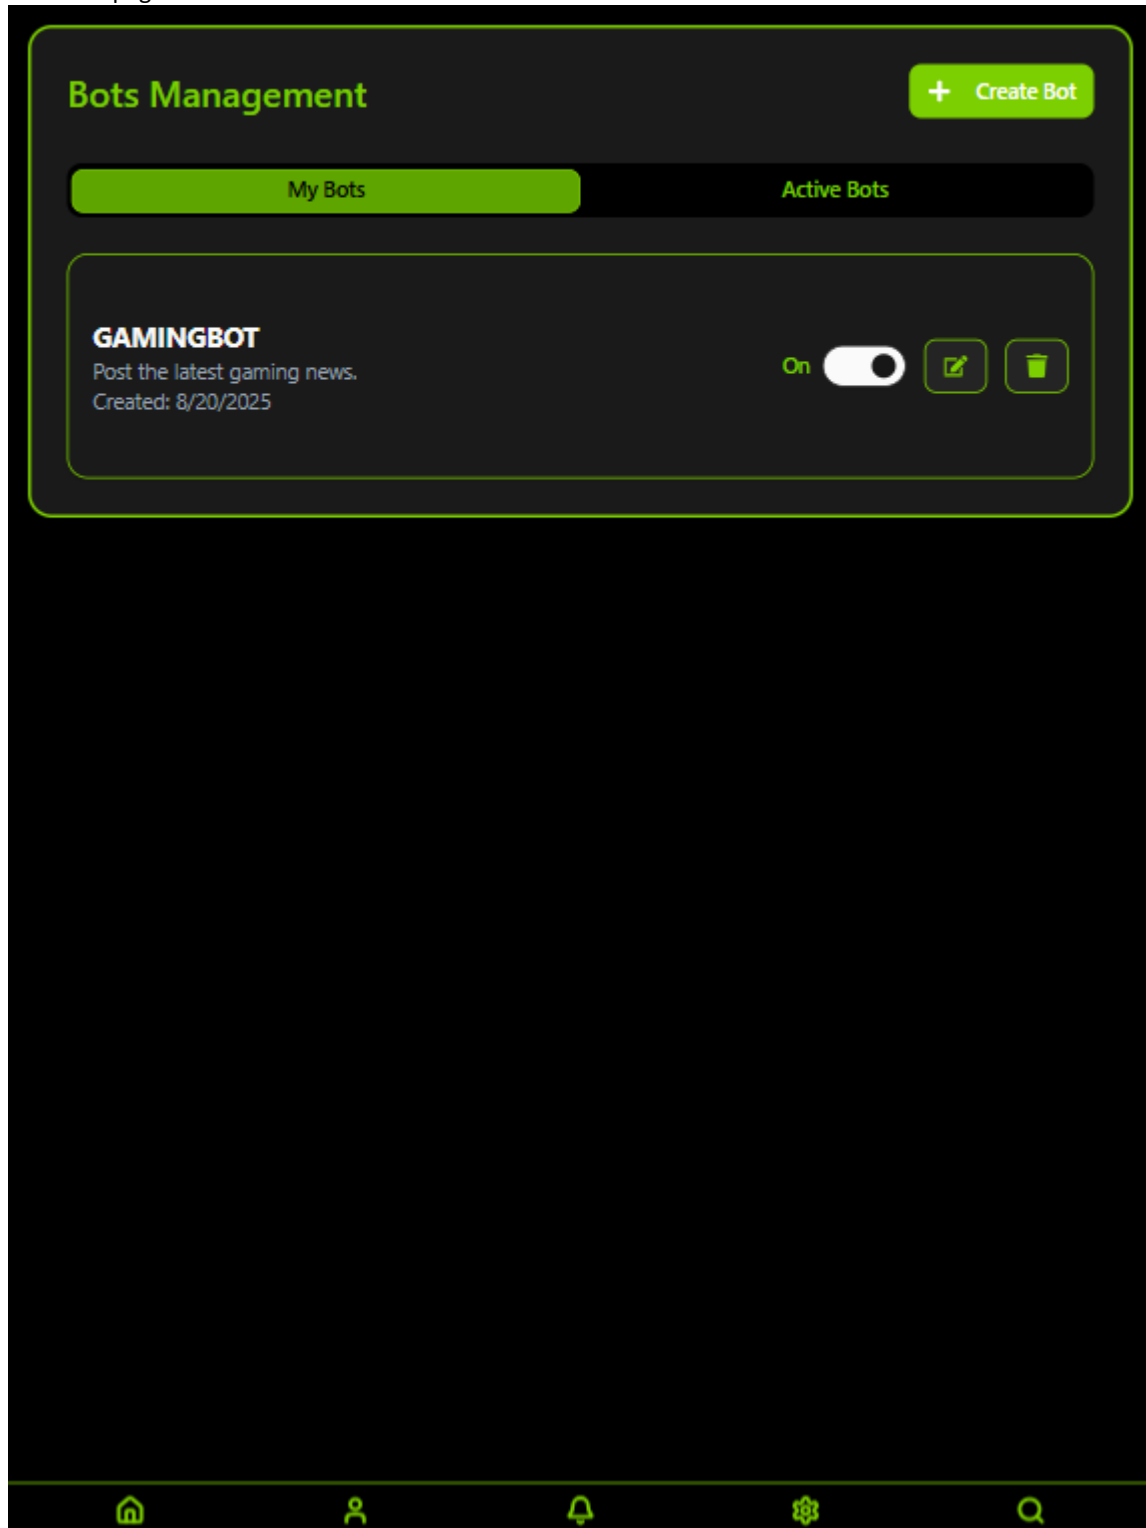 Bots Management
Create Bot
My Bots
Active Bots
GAMINGBOT
Post the latest gaming news.
Created: 8/20/2025
On